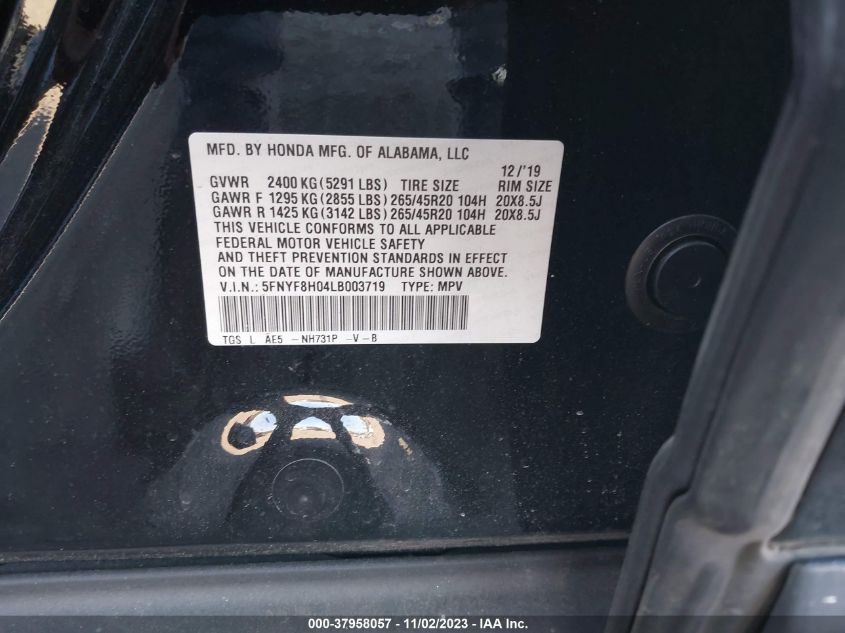 MFD. BY HONDA MFG. OF ALABAMA, LLC
12/'19
GVWR 2400 KG (5291 LBS) TIRE SIZE RIM SIZE
GAWR F 1295 KG (2855 LBS) 265/45R20 104H 20X8.5J
GAWR R 1425 KG (3142 LBS) 265/45R20 104H 20X8.5J
THIS VEHICLE CONFORMS TO ALL APPLICABLE
FEDERAL MOTOR VEHICLE SAFETY
AND THEFT PREVENTION STANDARDS IN EFFECT
ON THE DATE OF MANUFACTURE SHOWN ABOVE.
V.I.N.: 5FNYF8H04LB003719 TYPE: MPV
TGS L AE5 - NH731P -V-B
000-37958057 - 11/02/2023 - IAA Inc.